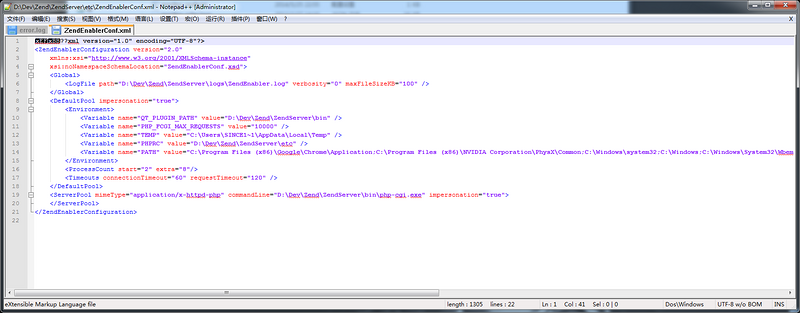 D:\Dev\Zend\ZendServer\etc\ZendEnablerConf.xml - Notepad++ [Administrator]
文件(F) 编辑(E) 搜索(S) 视图(V) 格式(M) 语言(L) 设置(T) 宏(O) 运行(R) 插件(P) 窗口(W) ? X
error.log ZendEnablerConf.xml
1 xEFxBB??xml version="1.0" encoding="UTF-8"?>
2 <ZendEnablerConfiguration version="2.0"
3 xmlns:xsi="http://www.w3.org/2001/XMLSchema-instance"
4 xsi:noNamespaceSchemaLocation="ZendEnablerConf.xsd">
5 <Global>
6 <LogFile path="D:\Dev\Zend\ZendServer\logs\ZendEnabler.log" verbosity="0" maxFileSizeKB="100" />
7 </Global>
8 <DefaultPool impersonation="true">
9 <Environment>
10 <Variable name="QT_PLUGIN_PATH" value="D:\Dev\Zend\ZendServer\bin" />
11 <Variable name="PHP_FCGI_MAX_REQUESTS" value="10000" />
12 <Variable name="TEMP" value="C:\Users\SINCE1~1\AppData\Local\Temp" />
13 <Variable name="PHPRC" value="D:\Dev\Zend\ZendServer\etc" />
14 <Variable name="PATH" value="C:\Program Files (x86)\Google\Chrome\Application;C:\Program Files (x86)\NVIDIA Corporation\PhysX\Common;C:\Windows\system32;C:\Windows;C:\Windows\System32\Wbem
15 </Environment>
16 <ProcessCount start="2" extra="8"/>
17 <Timeouts connectionTimeout="60" requestTimeout="120" />
18 </DefaultPool>
19 <ServerPool mimeType="application/x-httpd-php" commandLine="D:\Dev\Zend\ZendServer\bin\php-cgi.exe" impersonation="true">
20 </ServerPool>
21 </ZendEnablerConfiguration>
22
eXtensible Markup Language file length : 1305 lines : 22 Ln : 1 Col : 41 Sel : 0 | 0 Dos\Windows UTF-8 w/o BOM INS